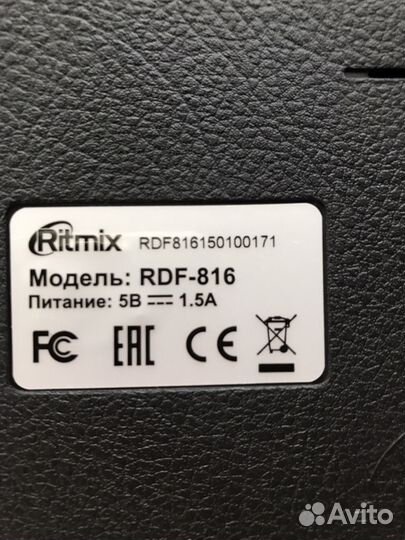 Ritmix RDF816150100171
Модель: RDF-816
Питание: 5В 1.5А
FC EAC CE
Avito